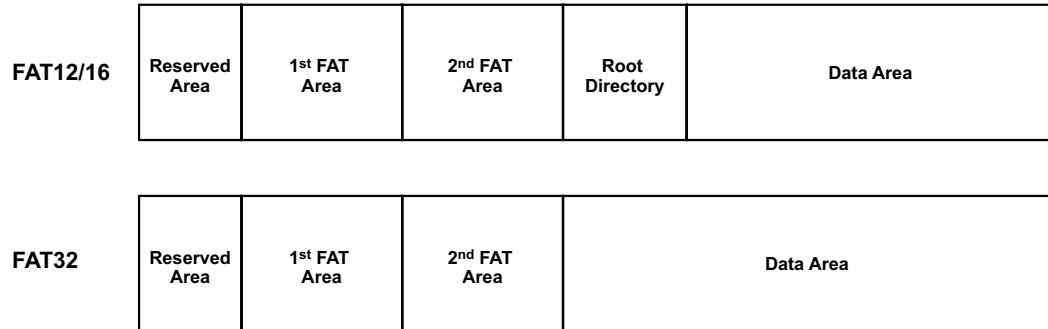 FAT12/16
Reserved
Area
1st FAT
Area
2nd FAT
Area
Root
Directory
Data Area
FAT32
Reserved
Area
1st FAT
Area
2nd FAT
Area
Data Area